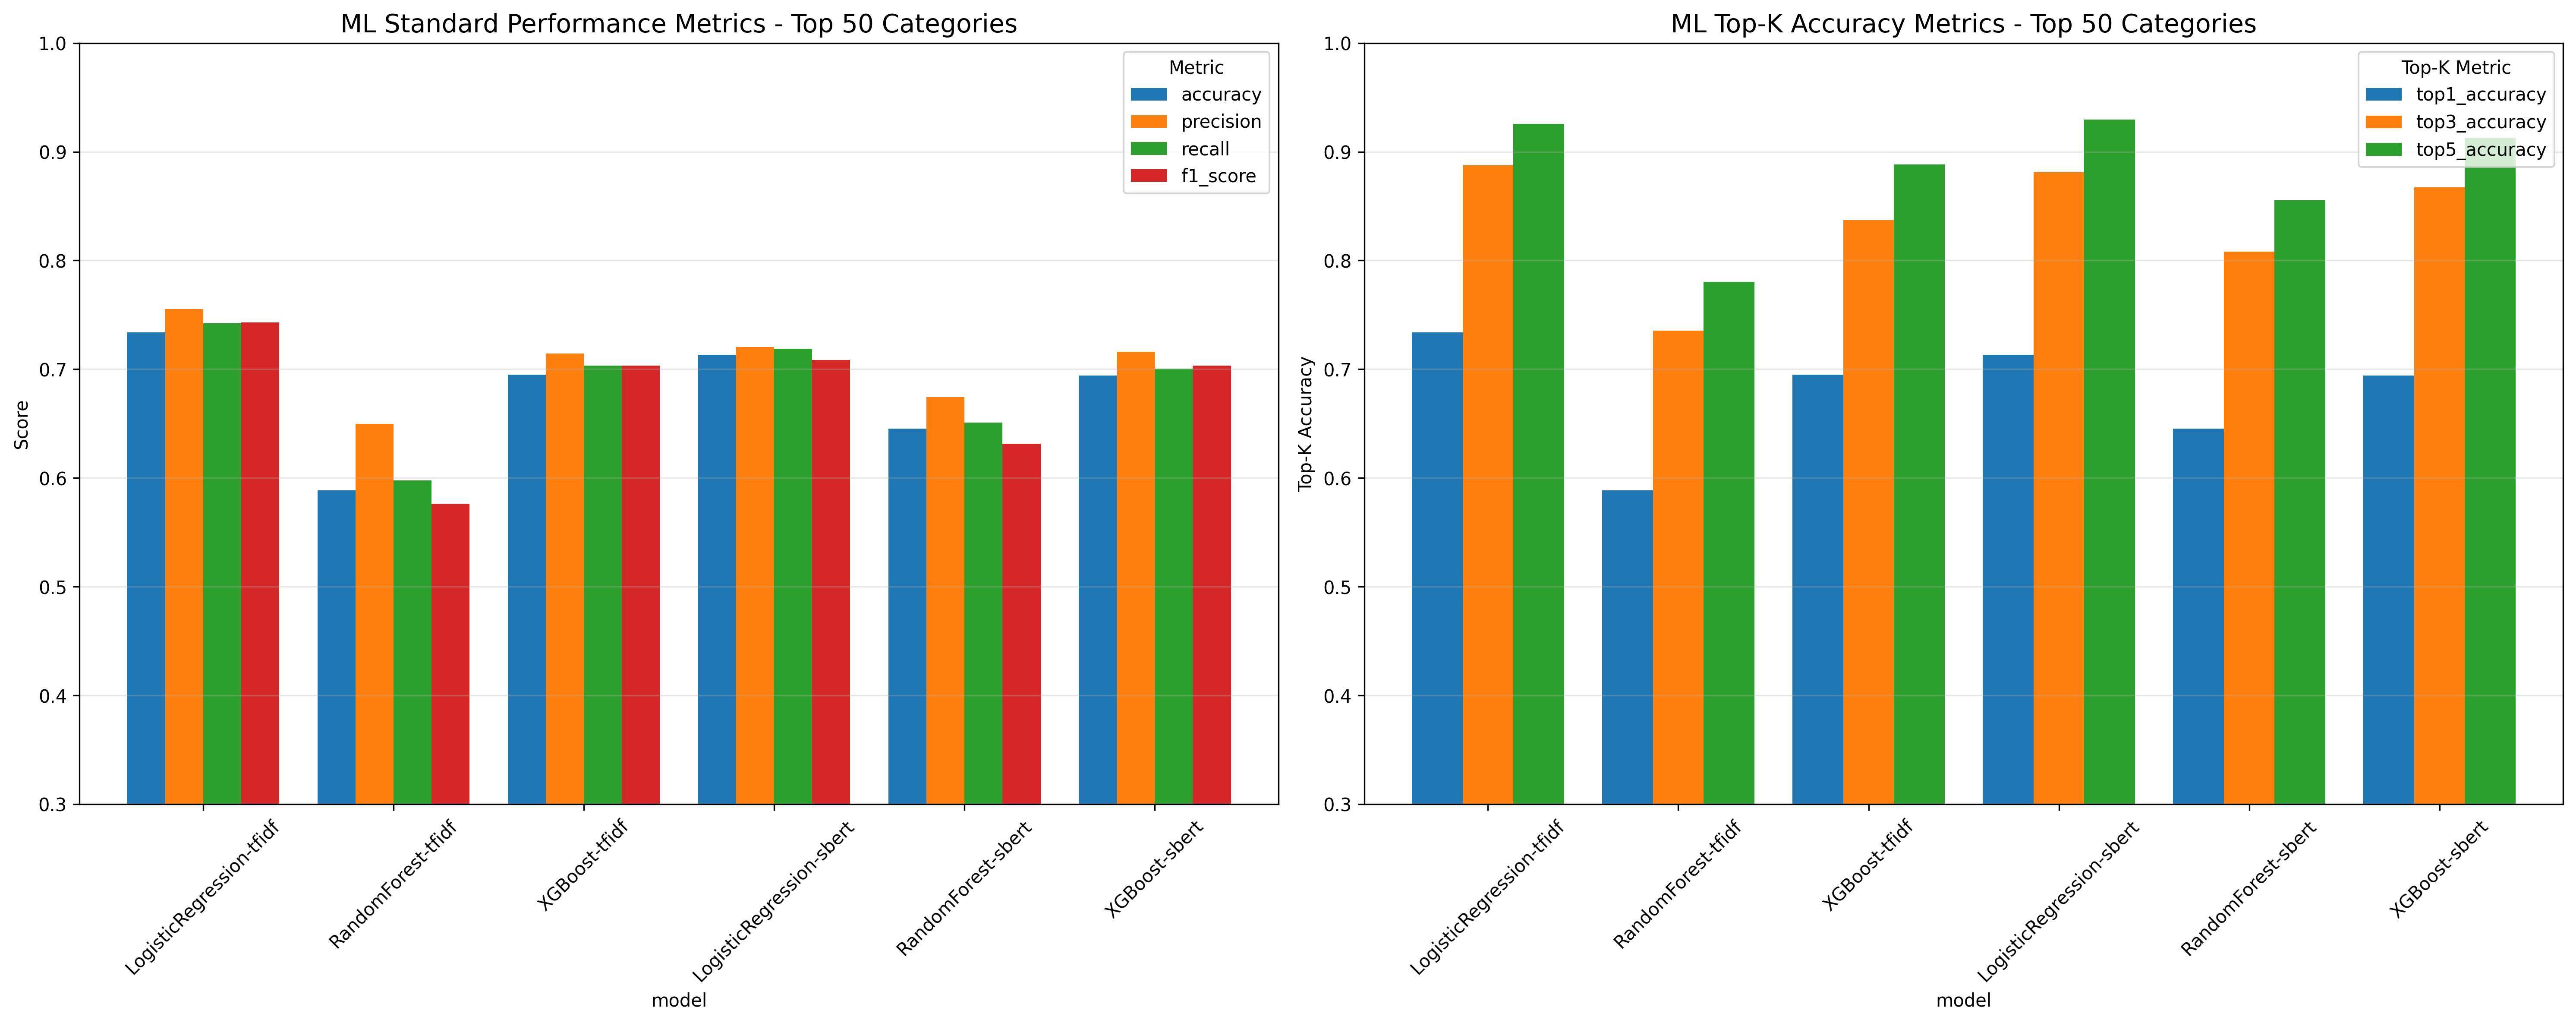 ML Standard Performance Metrics - Top 50 Categories
1.0
0.9
0.8
0.7
0.6
0.5
0.4
0.3
Score
Metric
accuracy
precision
recall
f1_score
LogisticRegression-tfidf
RandomForest-tfidf
XGBoost-tfidf
LogisticRegression-sbert
RandomForest-sbert
XGBoost-sbert
model
ML Top-K Accuracy Metrics - Top 50 Categories
1.0
0.9
0.8
0.7
0.6
0.5
0.4
0.3
Top-K Accuracy
Top-K Metric
top1_accuracy
top3_accuracy
top5_accuracy
LogisticRegression-tfidf
RandomForest-tfidf
XGBoost-tfidf
LogisticRegression-sbert
RandomForest-sbert
XGBoost-sbert
model